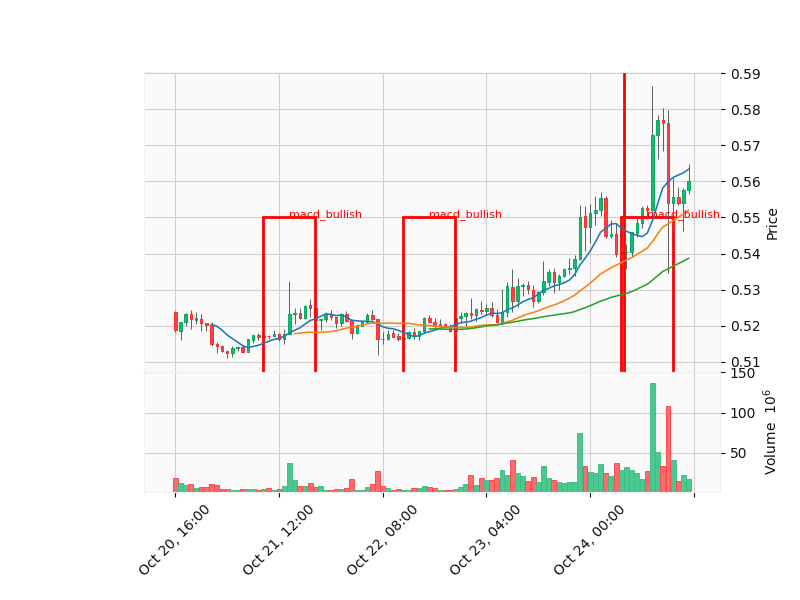 0.59
0.58
0.57
0.56
macd_bullish macd_bullish macd_bullish 0.55
0.54
0.53
0.52
0.51
Price
150
100
50
Volume 10^6
Oct 20, 16:00
Oct 21, 12:00
Oct 22, 08:00
Oct 23, 04:00
Oct 24, 00:00